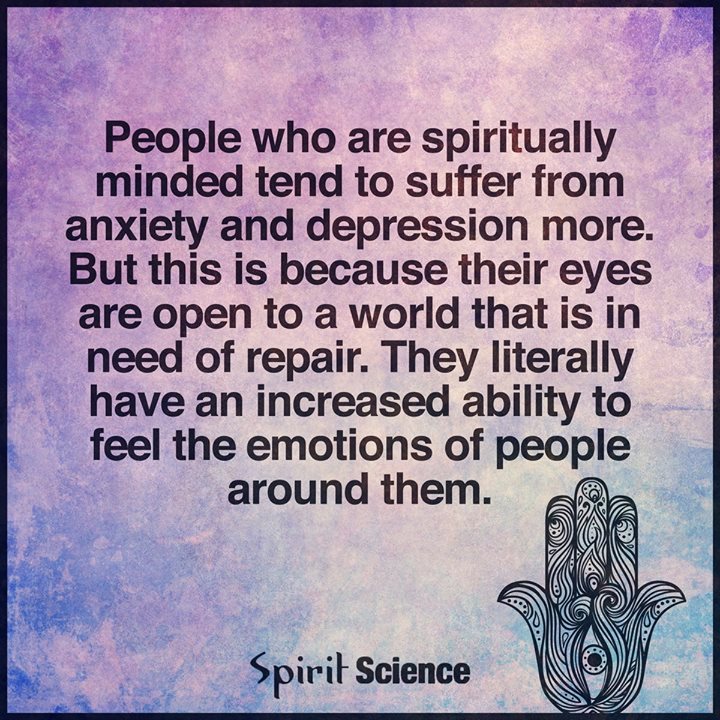 People who are spiritually
minded tend to suffer from
anxiety and depression more.
But this is because their eyes
are open to a world that is in
need of repair. They literally
have an increased ability to
feel the emotions of people
around them.
Spirit Science